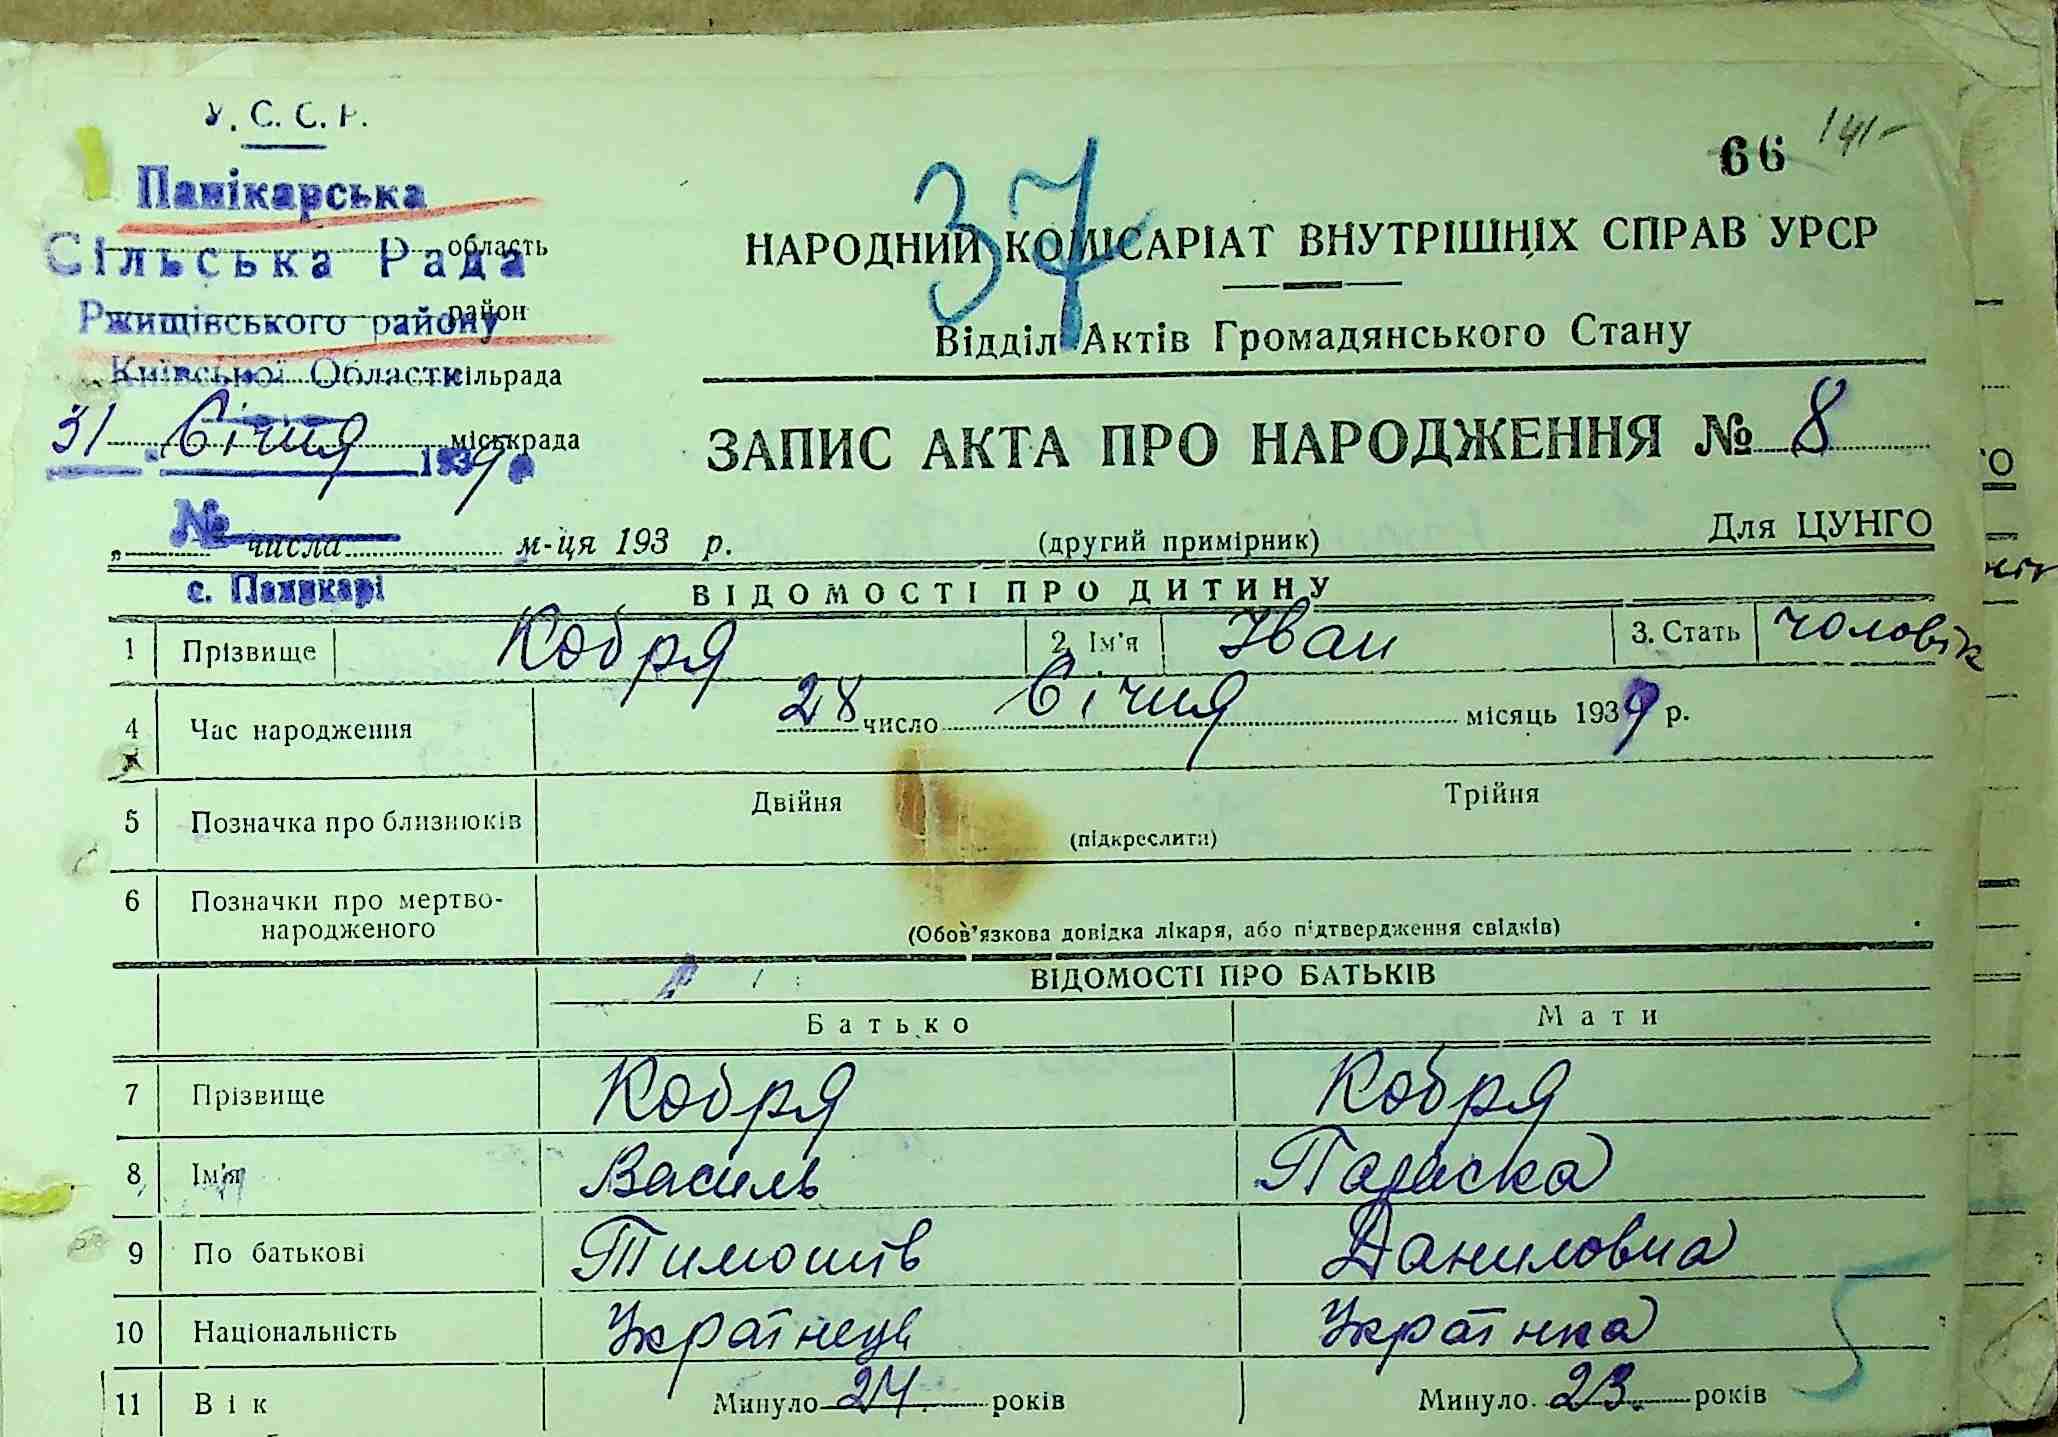 У. С. С. Р.
141-
66
37
Панікарська
область
Сільська Рада
район
Ржищівського району
сільрада
Київської Области
міськрада
31 " Січня 1939 р
№
НАРОДНИЙ КОМІСАРІАТ ВНУТРІШНІХ СПРАВ УРСР
Відділ Актів Громадянського Стану
ЗАПИС АКТА ПРО НАРОДЖЕННЯ № 8
„ числа м-ця 193 р. (другий примірник) Для ЦУНГО
с. Паникарі
ВІДОМОСТІ ПРО ДИТИНУ
1 Прізвище Кобря 2. Ім'я Іван 3. Стать чоловік
4 Час народження 28 число Січня місяць 1939 р.
5 Позначка про близнюків Двійня Трійня
(підкреслити)
6 Позначки про мертво-
народженого
(Обов'язкова довідка лікаря, або підтвердження свідків)
ВІДОМОСТІ ПРО БАТЬКІВ
Батько Мати
7 Прізвище Кобря Кобря
8 Ім'я Василь Параска
9 По батькові Тимошів Даниловна
10 Національність Українець Українка
11 Вік Минуло 24 років Минуло 23. років